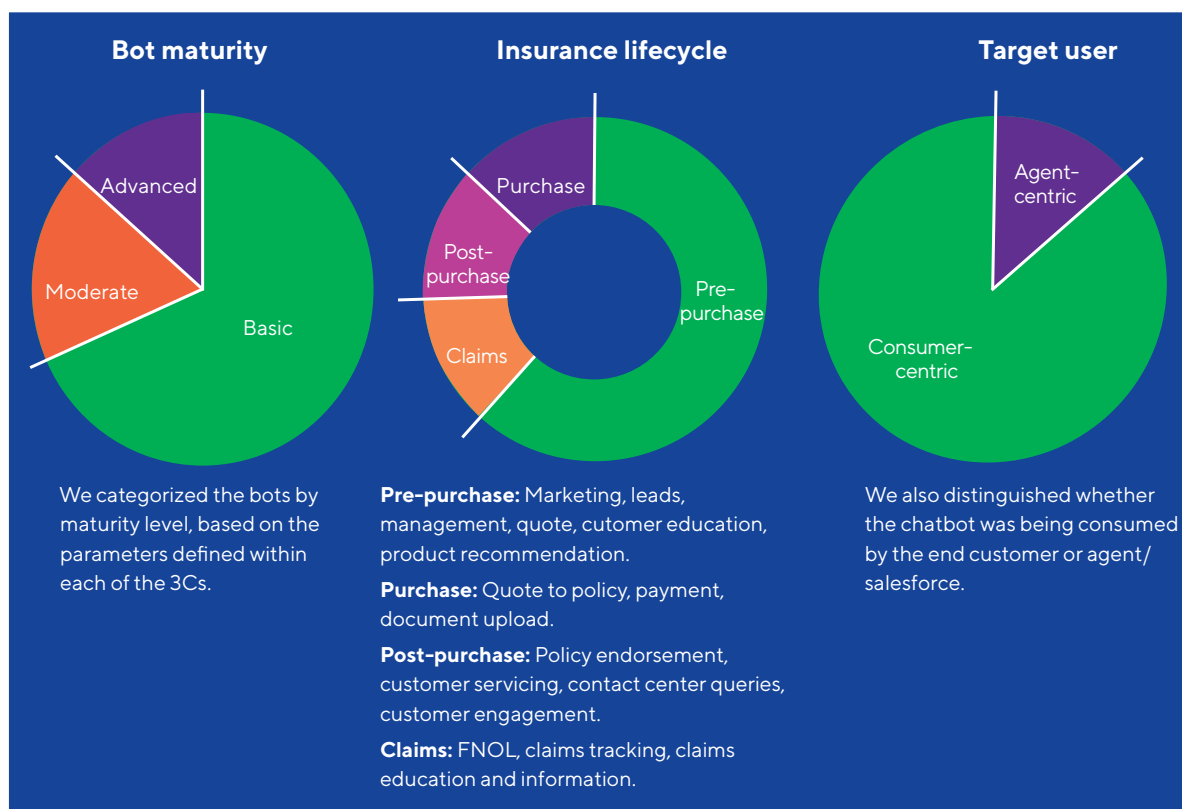 Bot maturity
Advanced
Moderate
Basic
We categorized the bots by
maturity level, based on the
parameters defined within
each of the 3Cs.
Insurance lifecycle
Purchase
Post-
purchase
Pre-
purchase
Claims
Pre-purchase: Marketing, leads,
management, quote, cutomer education,
product recommendation.
Purchase: Quote to policy, payment,
document upload.
Post-purchase: Policy endorsement,
customer servicing, contact center queries,
customer engagement.
Claims: FNOL, claims tracking, claims
education and information.
Target user
Agent-
centric
Consumer-
centric
We also distinguished whether
the chatbot was being consumed
by the end customer or agent/
salesforce.